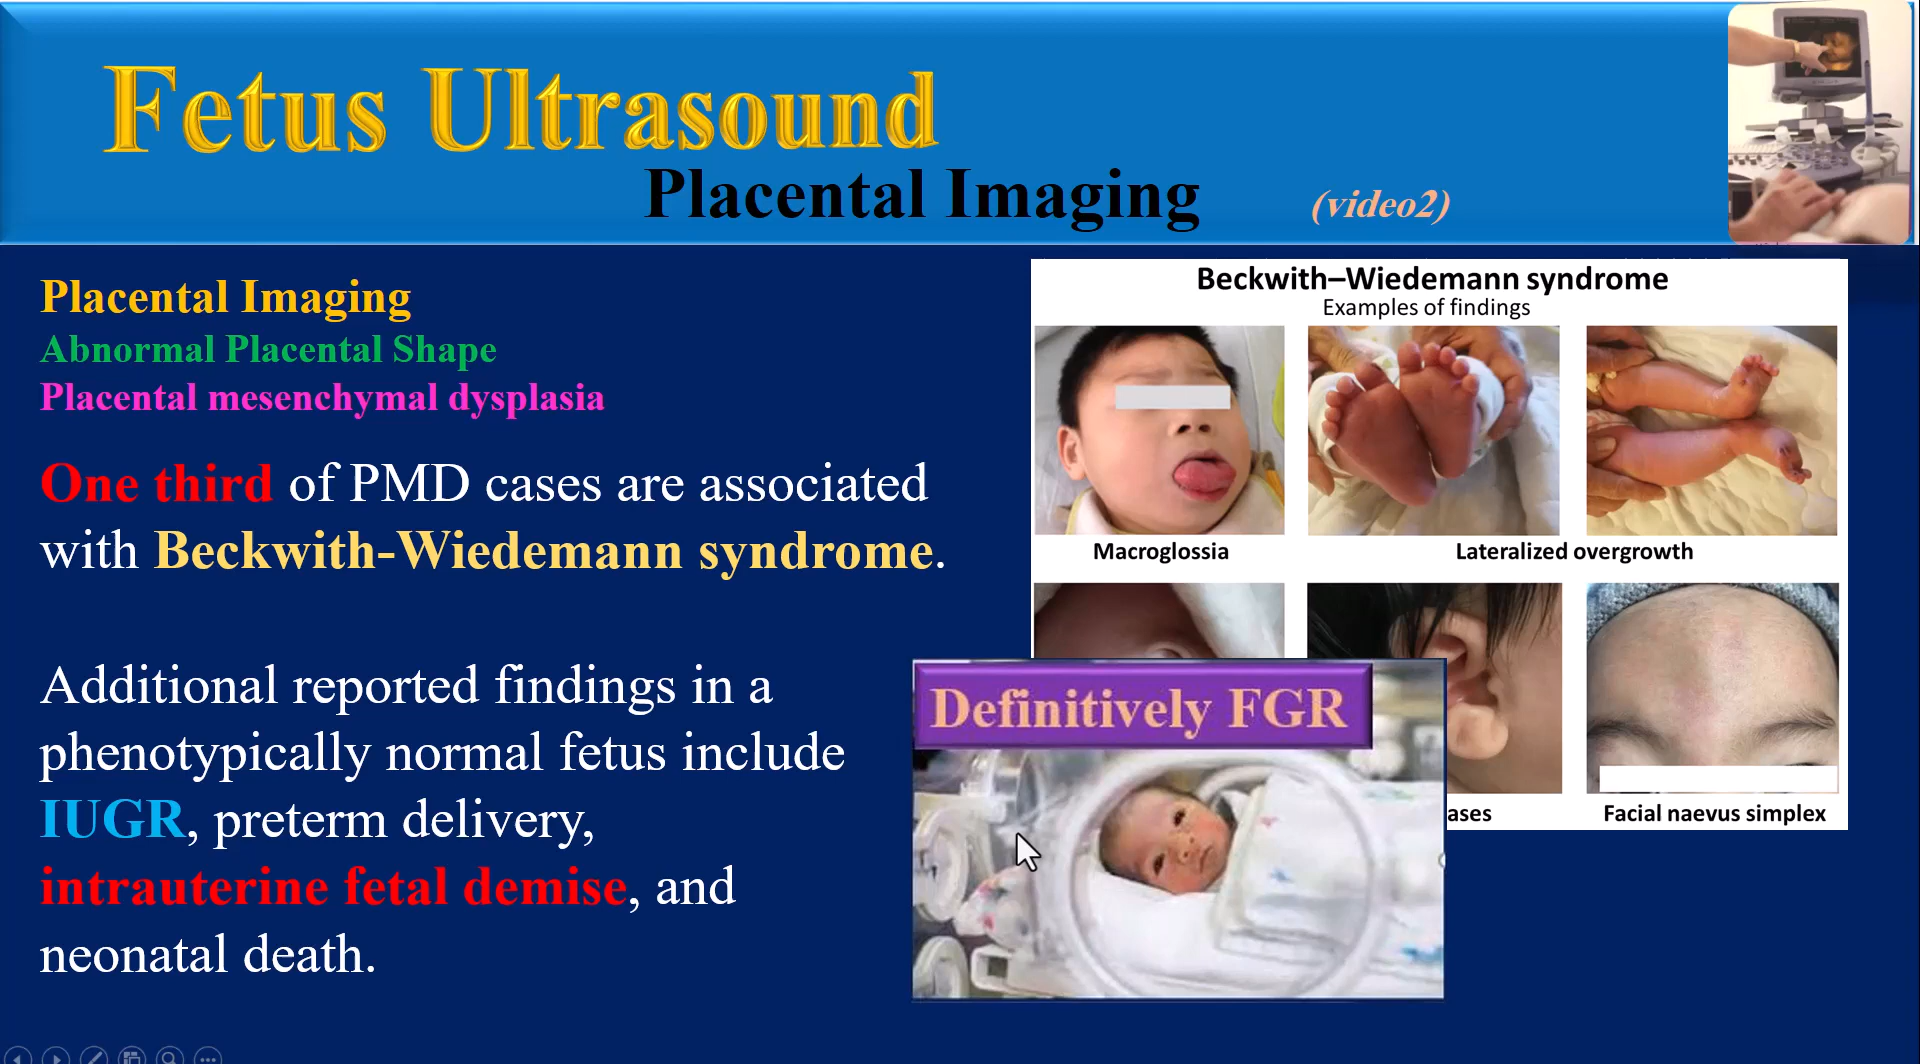 Fetus Ultrasound
Placental Imaging
(video2)
Placental Imaging
Abnormal Placental Shape
Placental mesenchymal dysplasia
One third of PMD cases are associated
with Beckwith-Wiedemann syndrome.
Additional reported findings in a
phenotypically normal fetus include
IUGR, preterm delivery,
intrauterine fetal demise, and
neonatal death.
Beckwith–Wiedemann syndrome
Examples of findings
Macroglossia
Lateralized overgrowth
ases
Facial naevus simplex
Definitively FGR